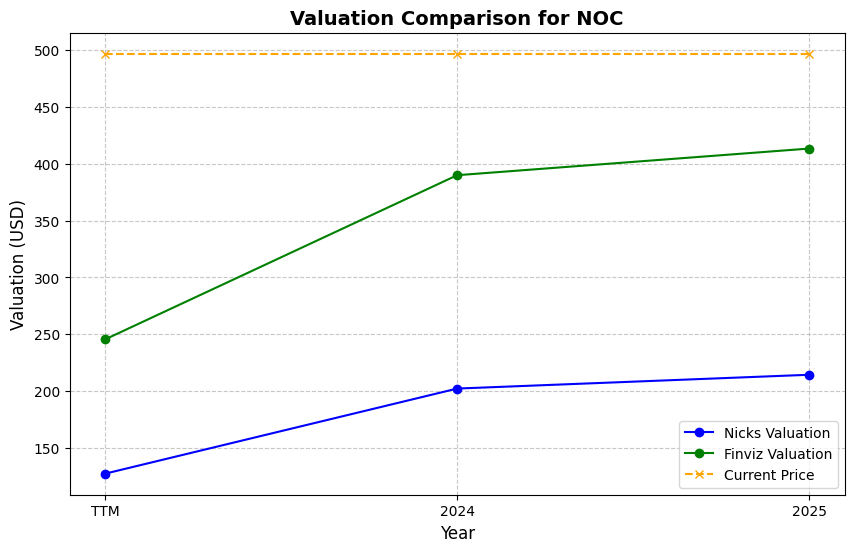 Valuation Comparison for NOC
Valuation (USD)
500
450
400
350
300
250
200
150
TTM
2024
2025
Year
Nicks Valuation
Finviz Valuation
Current Price